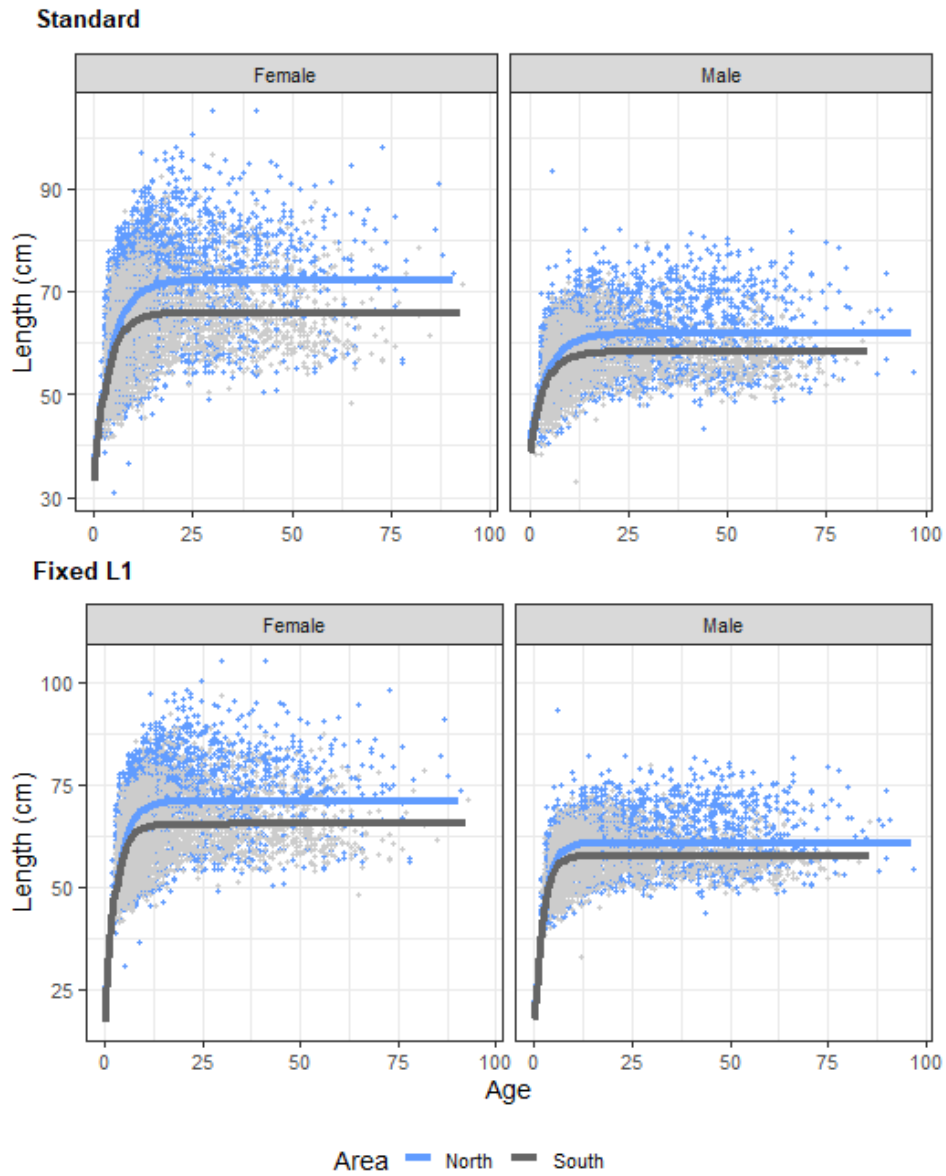 Standard
Female Male
Length (cm)
90
70
50
30
0 25 50 75 100 0 25 50 75 100
Fixed L1
Female Male
Length (cm)
100
75
50
25
0 25 50 75 100 0 25 50 75 100
Age
Area North South